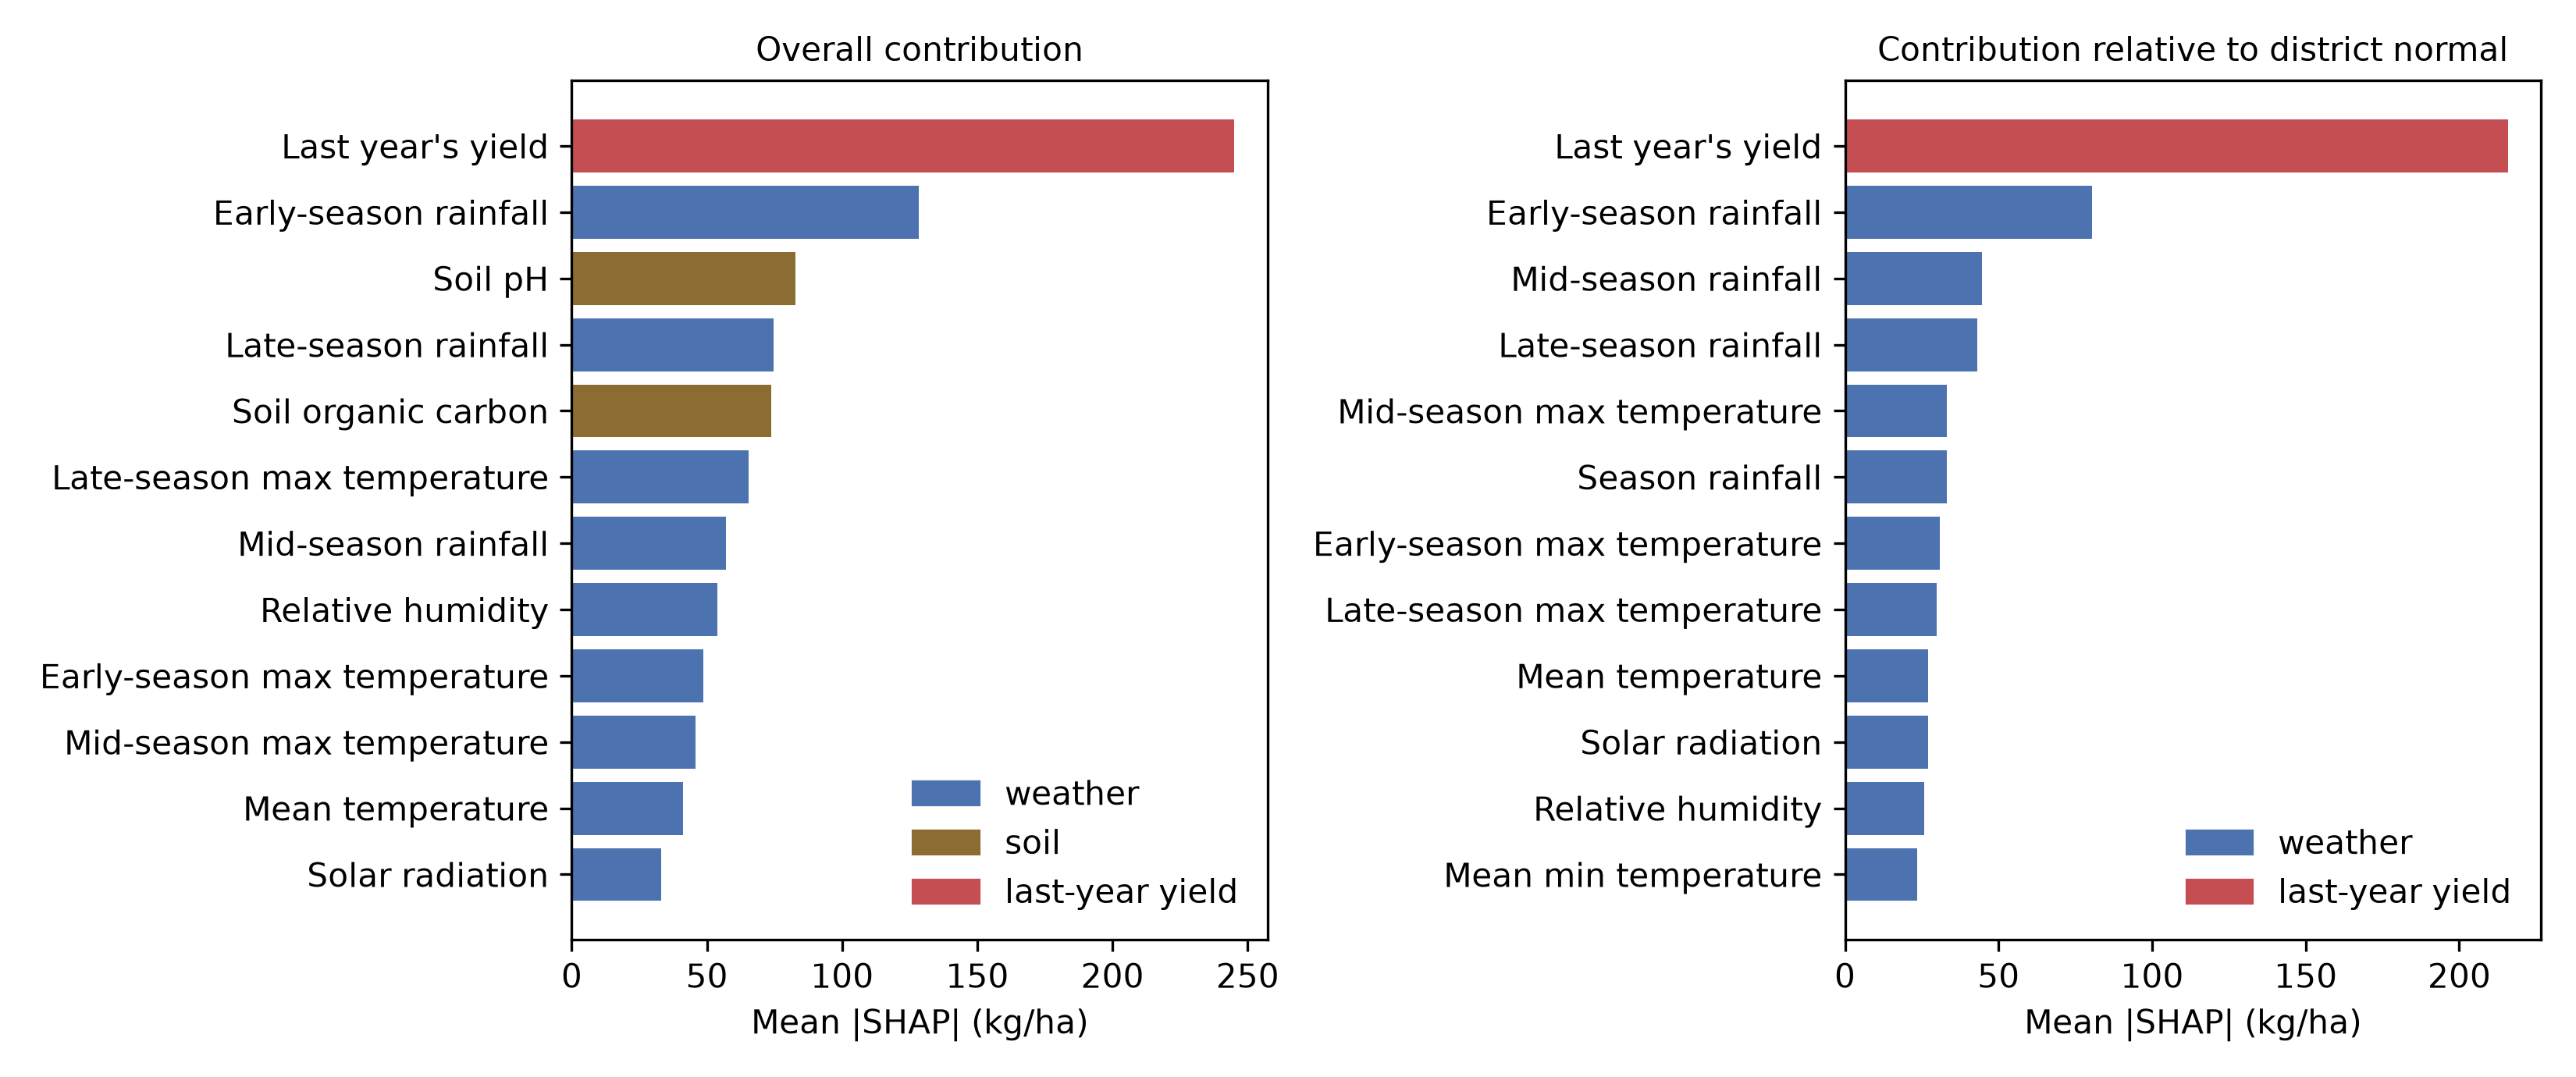 Overall contribution
Last year's yield
Early-season rainfall
Soil pH
Late-season rainfall
Soil organic carbon
Late-season max temperature
Mid-season rainfall
Relative humidity
Early-season max temperature
Mid-season max temperature
Mean temperature
Solar radiation
weather
soil
last-year yield
0 50 100 150 200 250
Mean |SHAP| (kg/ha)
Contribution relative to district normal
Last year's yield
Early-season rainfall
Mid-season rainfall
Late-season rainfall
Mid-season max temperature
Season rainfall
Early-season max temperature
Late-season max temperature
Mean temperature
Solar radiation
Relative humidity
Mean min temperature
weather
last-year yield
0 50 100 150 200
Mean |SHAP| (kg/ha)